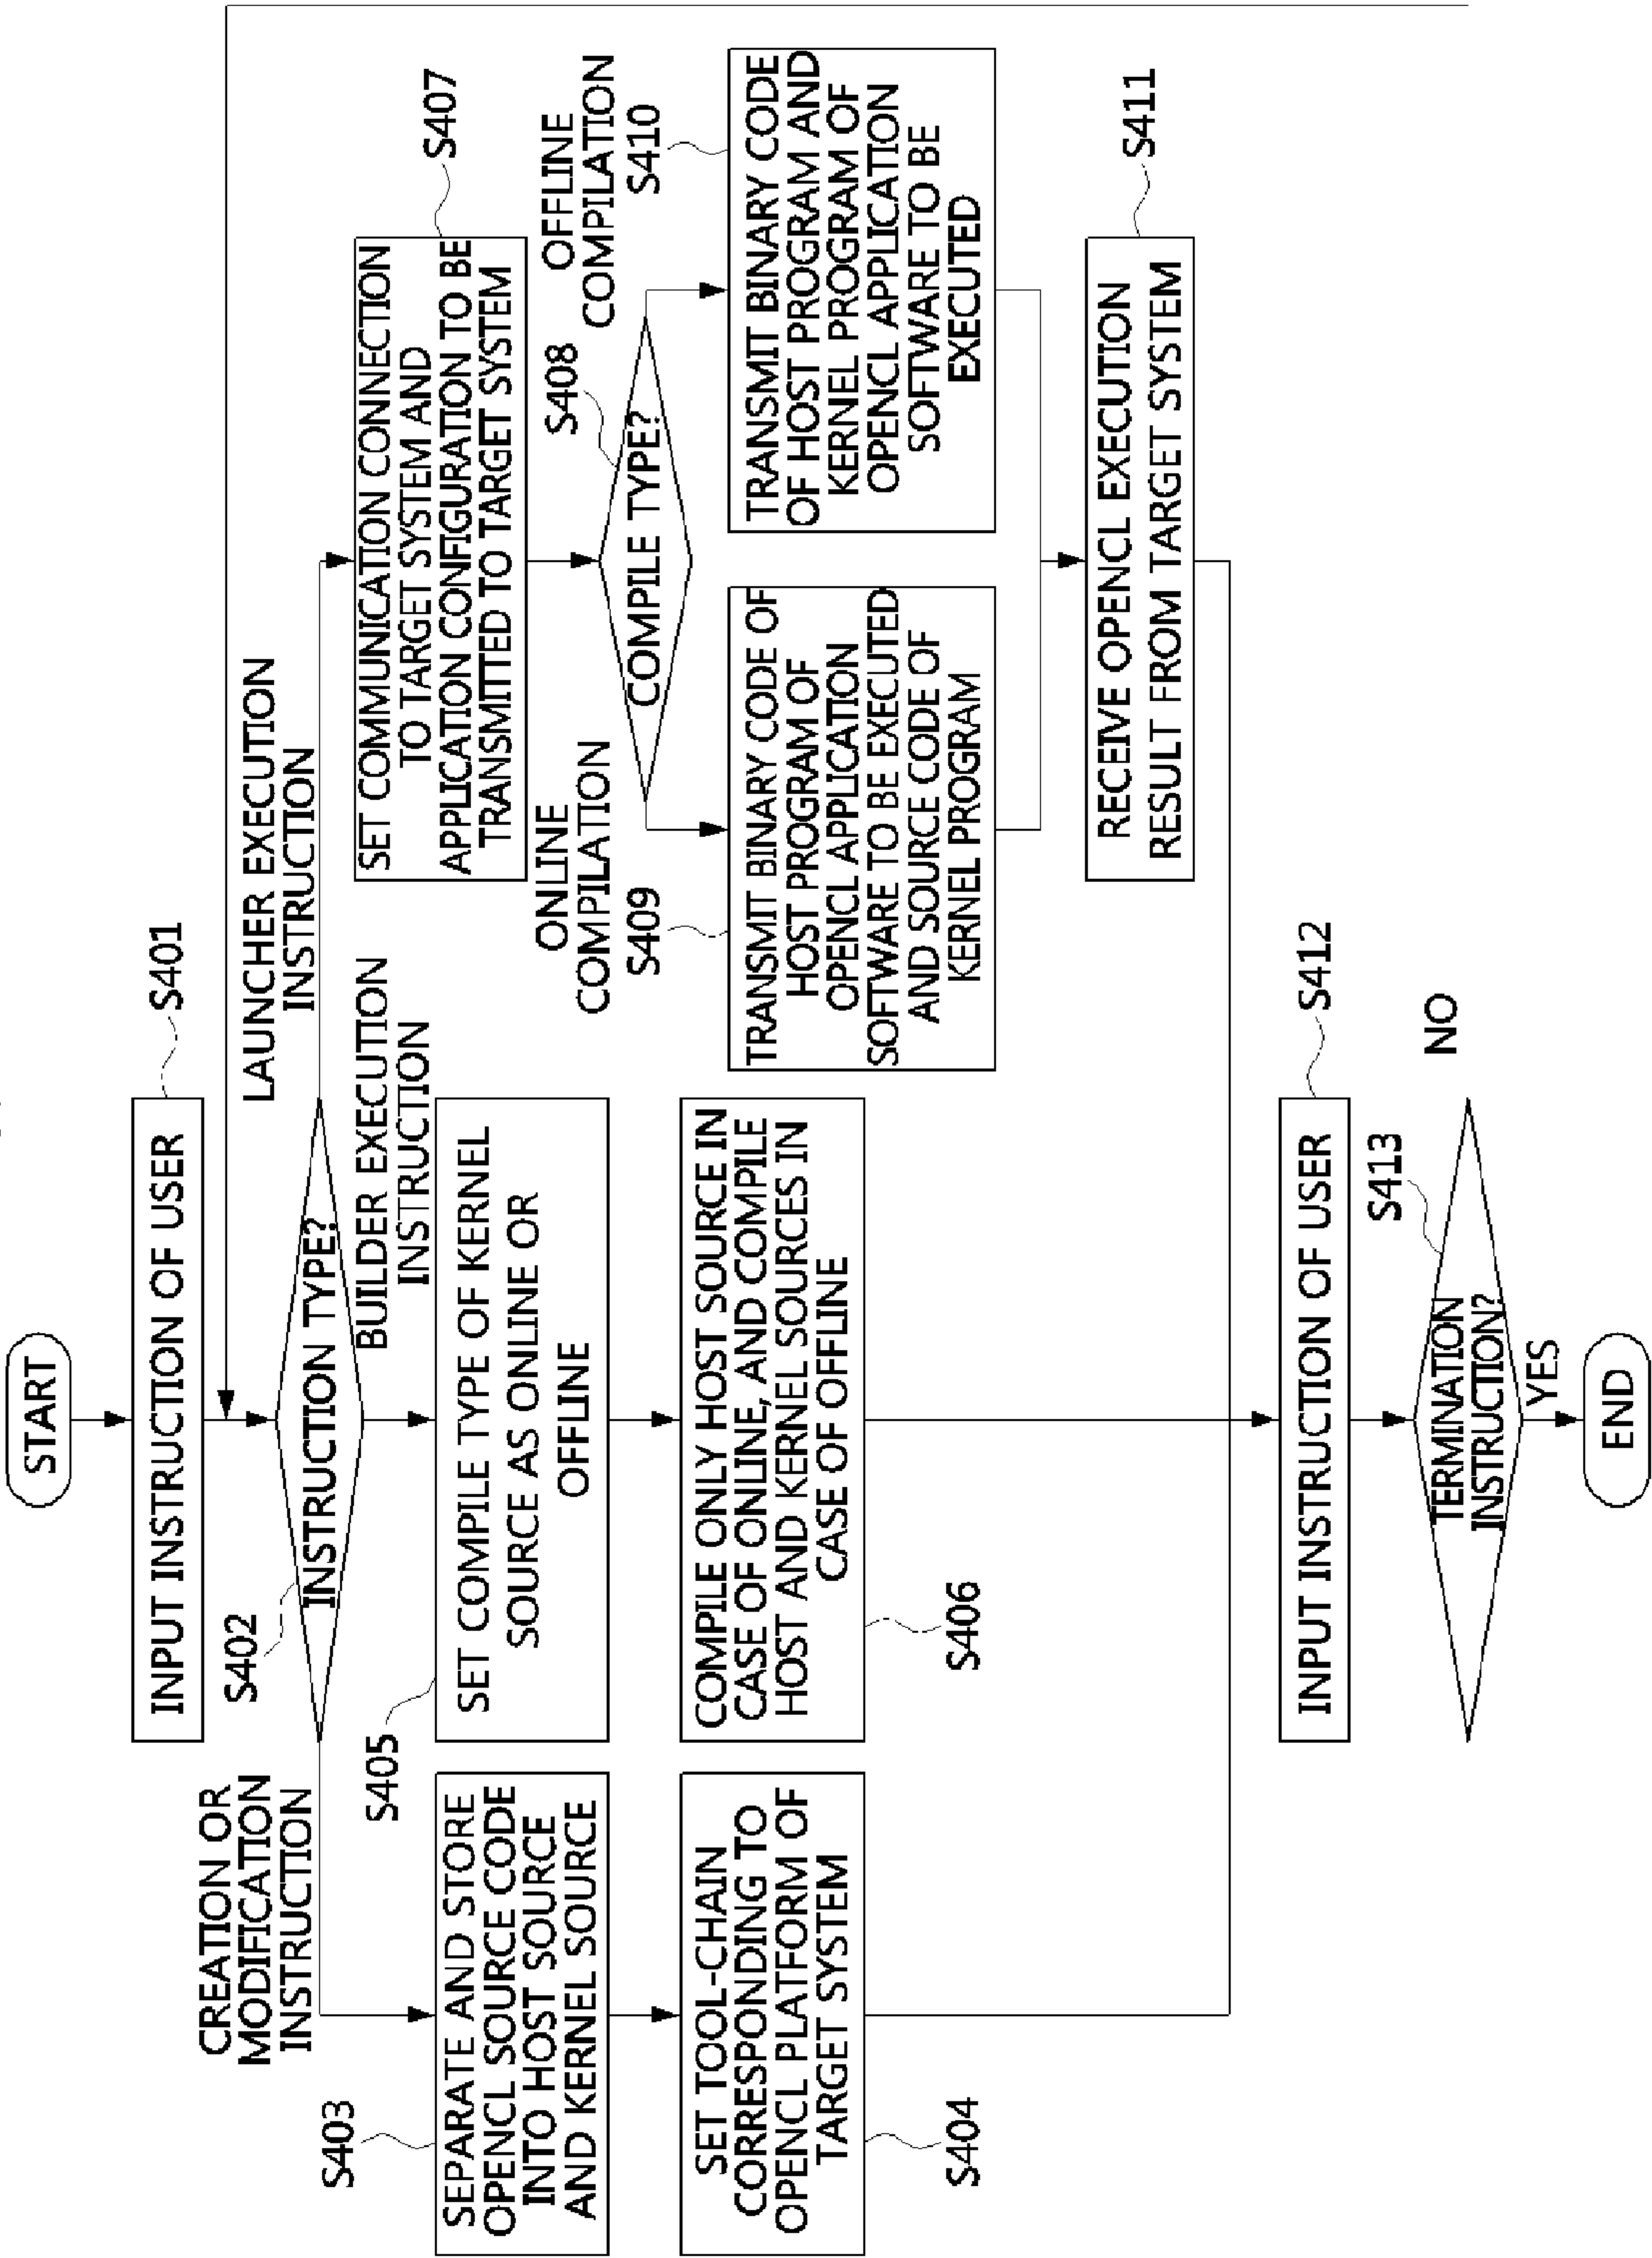 START
INPUT INSTRUCTION OF USER
S401
S402
INSTRUCTION TYPE?
CREATION OR
MODIFICATION
INSTRUCTION
BUILDER EXECUTION
INSTRUCTION
LAUNCHER EXECUTION
INSTRUCTION
S403
SEPARATE AND STORE
OPENCL SOURCE CODE
INTO HOST SOURCE
AND KERNEL SOURCE
SET TOOL-CHAIN
CORRESPONDING TO
OPENCL PLATFORM OF
TARGET SYSTEM
S404
S405
SET COMPILE TYPE OF KERNEL
SOURCE AS ONLINE OR
OFFLINE
COMPILE ONLY HOST SOURCE IN
CASE OF ONLINE, AND COMPILE
HOST AND KERNEL SOURCES IN
CASE OF OFFLINE
S406
S407
SET COMMUNICATION CONNECTION
TO TARGET SYSTEM AND
APPLICATION CONFIGURATION TO BE
TRANSMITTED TO TARGET SYSTEM
S408
COMPILE TYPE?
ONLINE
COMPILATION
OFFLINE
COMPILATION
S409
TRANSMIT BINARY CODE OF
HOST PROGRAM OF
OPENCL APPLICATION
SOFTWARE TO BE EXECUTED
AND SOURCE CODE OF
KERNEL PROGRAM
S410
TRANSMIT BINARY CODE
OF HOST PROGRAM AND
KERNEL PROGRAM OF
OPENCL APPLICATION
SOFTWARE TO BE
EXECUTED
S411
RECEIVE OPENCL EXECUTION
RESULT FROM TARGET SYSTEM
S412
INPUT INSTRUCTION OF USER
S413
TERMINATION
INSTRUCTION?
NO
YES
END